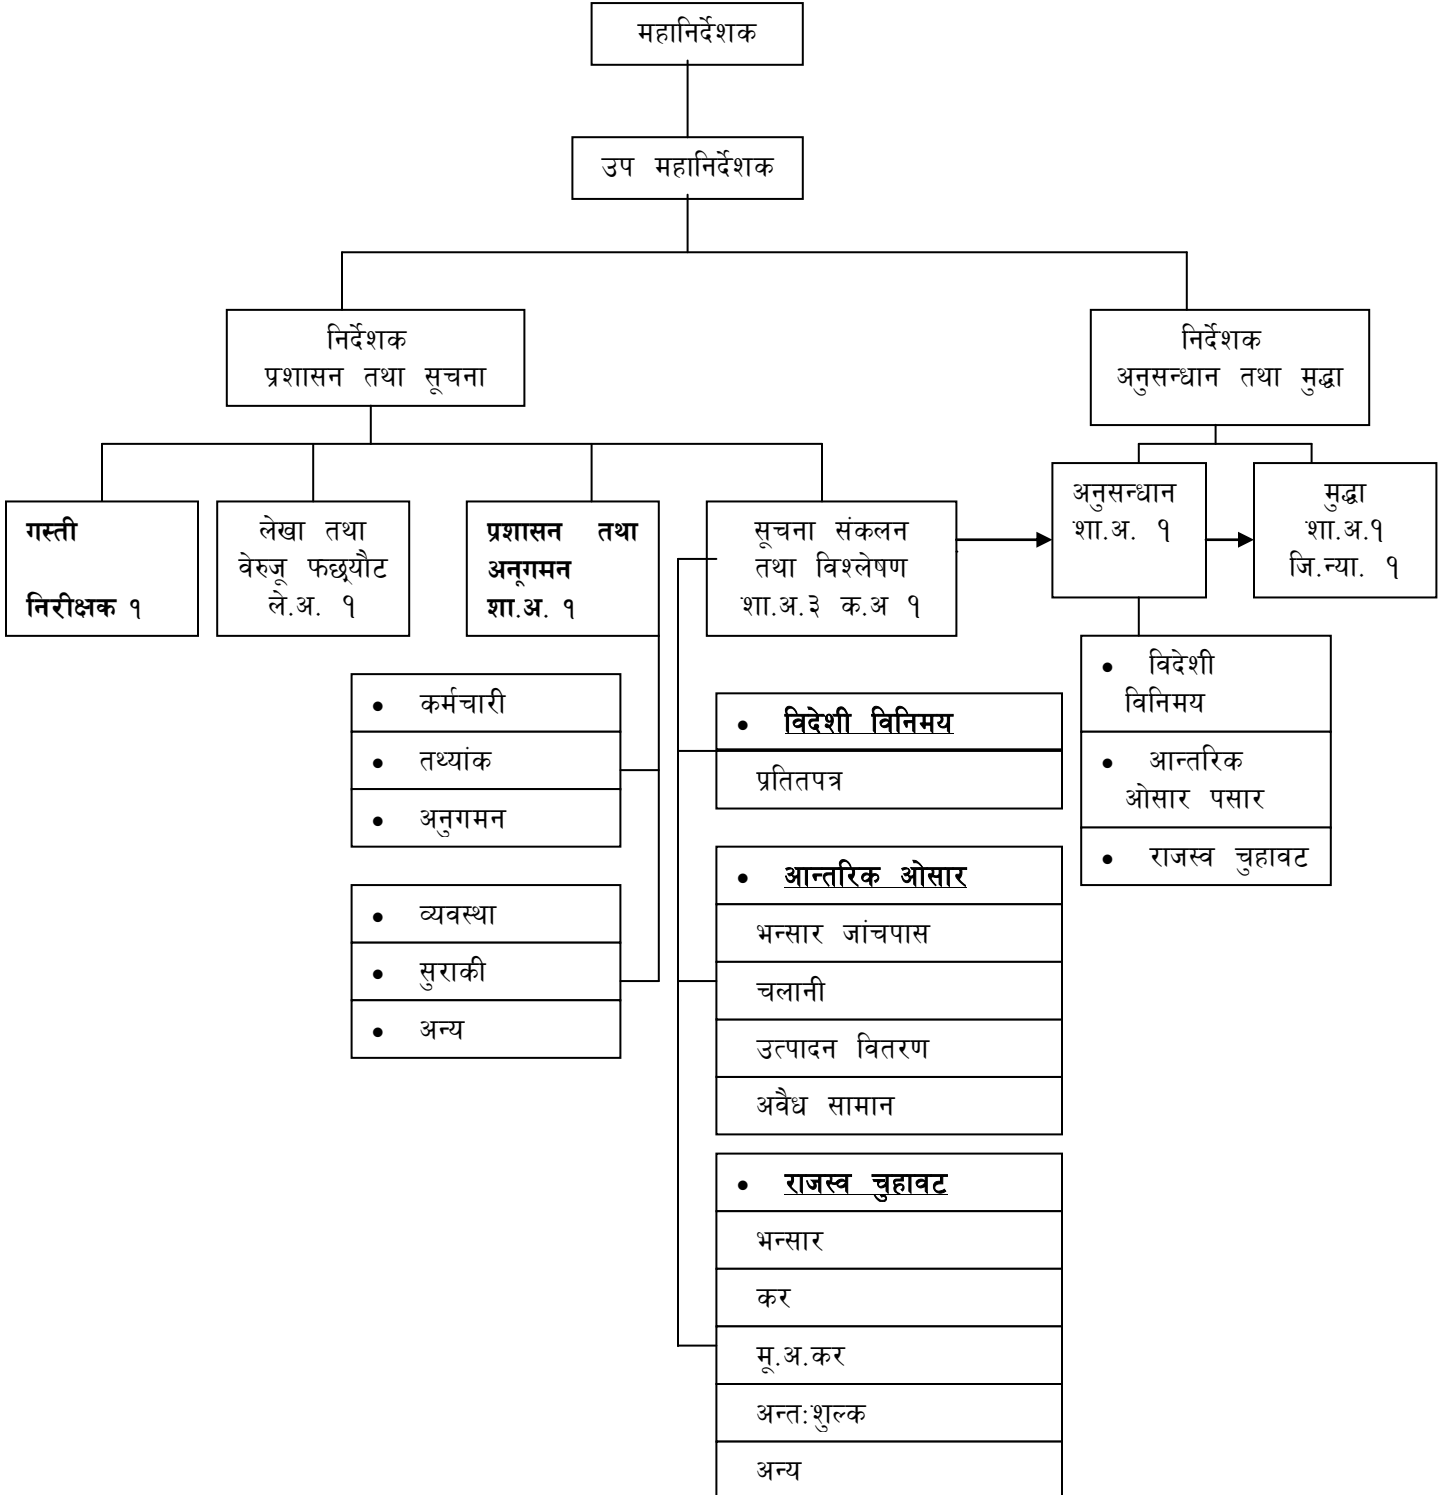 महानिर्देशक
उप महानिर्देशक
निर्देशक
प्रशासन तथा सूचना
निर्देशक
अनुसन्धान तथा मुद्धा
गस्ती
निरीक्षक १
लेखा तथा
वेरुजू फछ्र्यौट
ले.अ. १
प्रशासन तथा
अनूगमन
शा.अ. १
सूचना संकलन
तथा विश्लेषण
शा.अ.३ क.अ १
अनुसन्धान
शा.अ. १
मुद्धा
शा.अ.१
जि.न्या. १
• कर्मचारी
• तथ्यांक
• अनुगमन
• व्यवस्था
• सुराकी
• अन्य
• विदेशी विनिमय
प्रतितपत्र
• आन्तरिक ओसार
भन्सार जांचपास
चलानी
उत्पादन वितरण
अवैध सामान
• राजस्व चुहावट
भन्सार
कर
मू.अ.कर
अन्त:शुल्क
अन्य
• विदेशी
विनिमय
• आन्तरिक
ओसार पसार
• राजस्व चुहावट